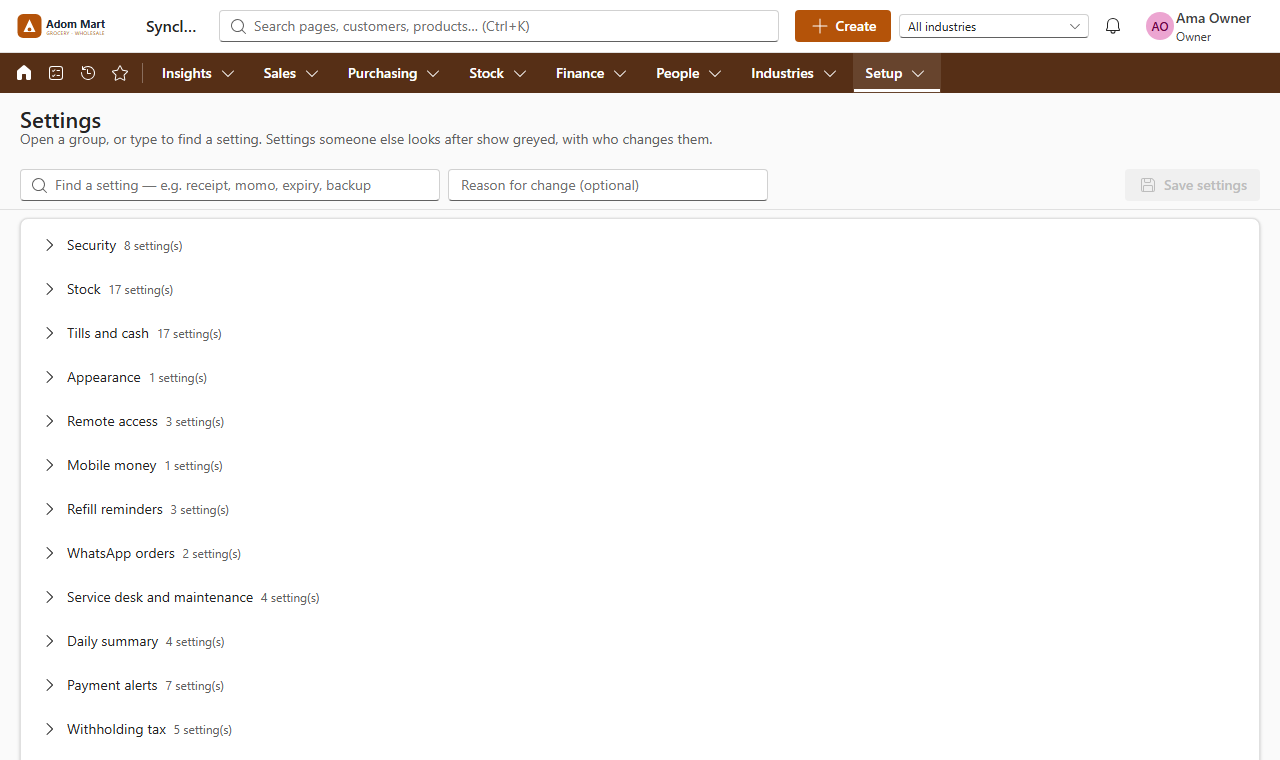 Adom Mart
GROCERY · WHOLESALE
Syncl...
Search pages, customers, products... (Ctrl+K)
Create
All industries
AO
Ama Owner
Owner
Insights
Sales
Purchasing
Stock
Finance
People
Industries
Setup
Settings
Open a group, or type to find a setting. Settings someone else looks after show greyed, with who changes them.
Find a setting — e.g. receipt, momo, expiry, backup
Reason for change (optional)
Save settings
Security 8 setting(s)
Stock 17 setting(s)
Tills and cash 17 setting(s)
Appearance 1 setting(s)
Remote access 3 setting(s)
Mobile money 1 setting(s)
Refill reminders 3 setting(s)
WhatsApp orders 2 setting(s)
Service desk and maintenance 4 setting(s)
Daily summary 4 setting(s)
Payment alerts 7 setting(s)
Withholding tax 5 setting(s)